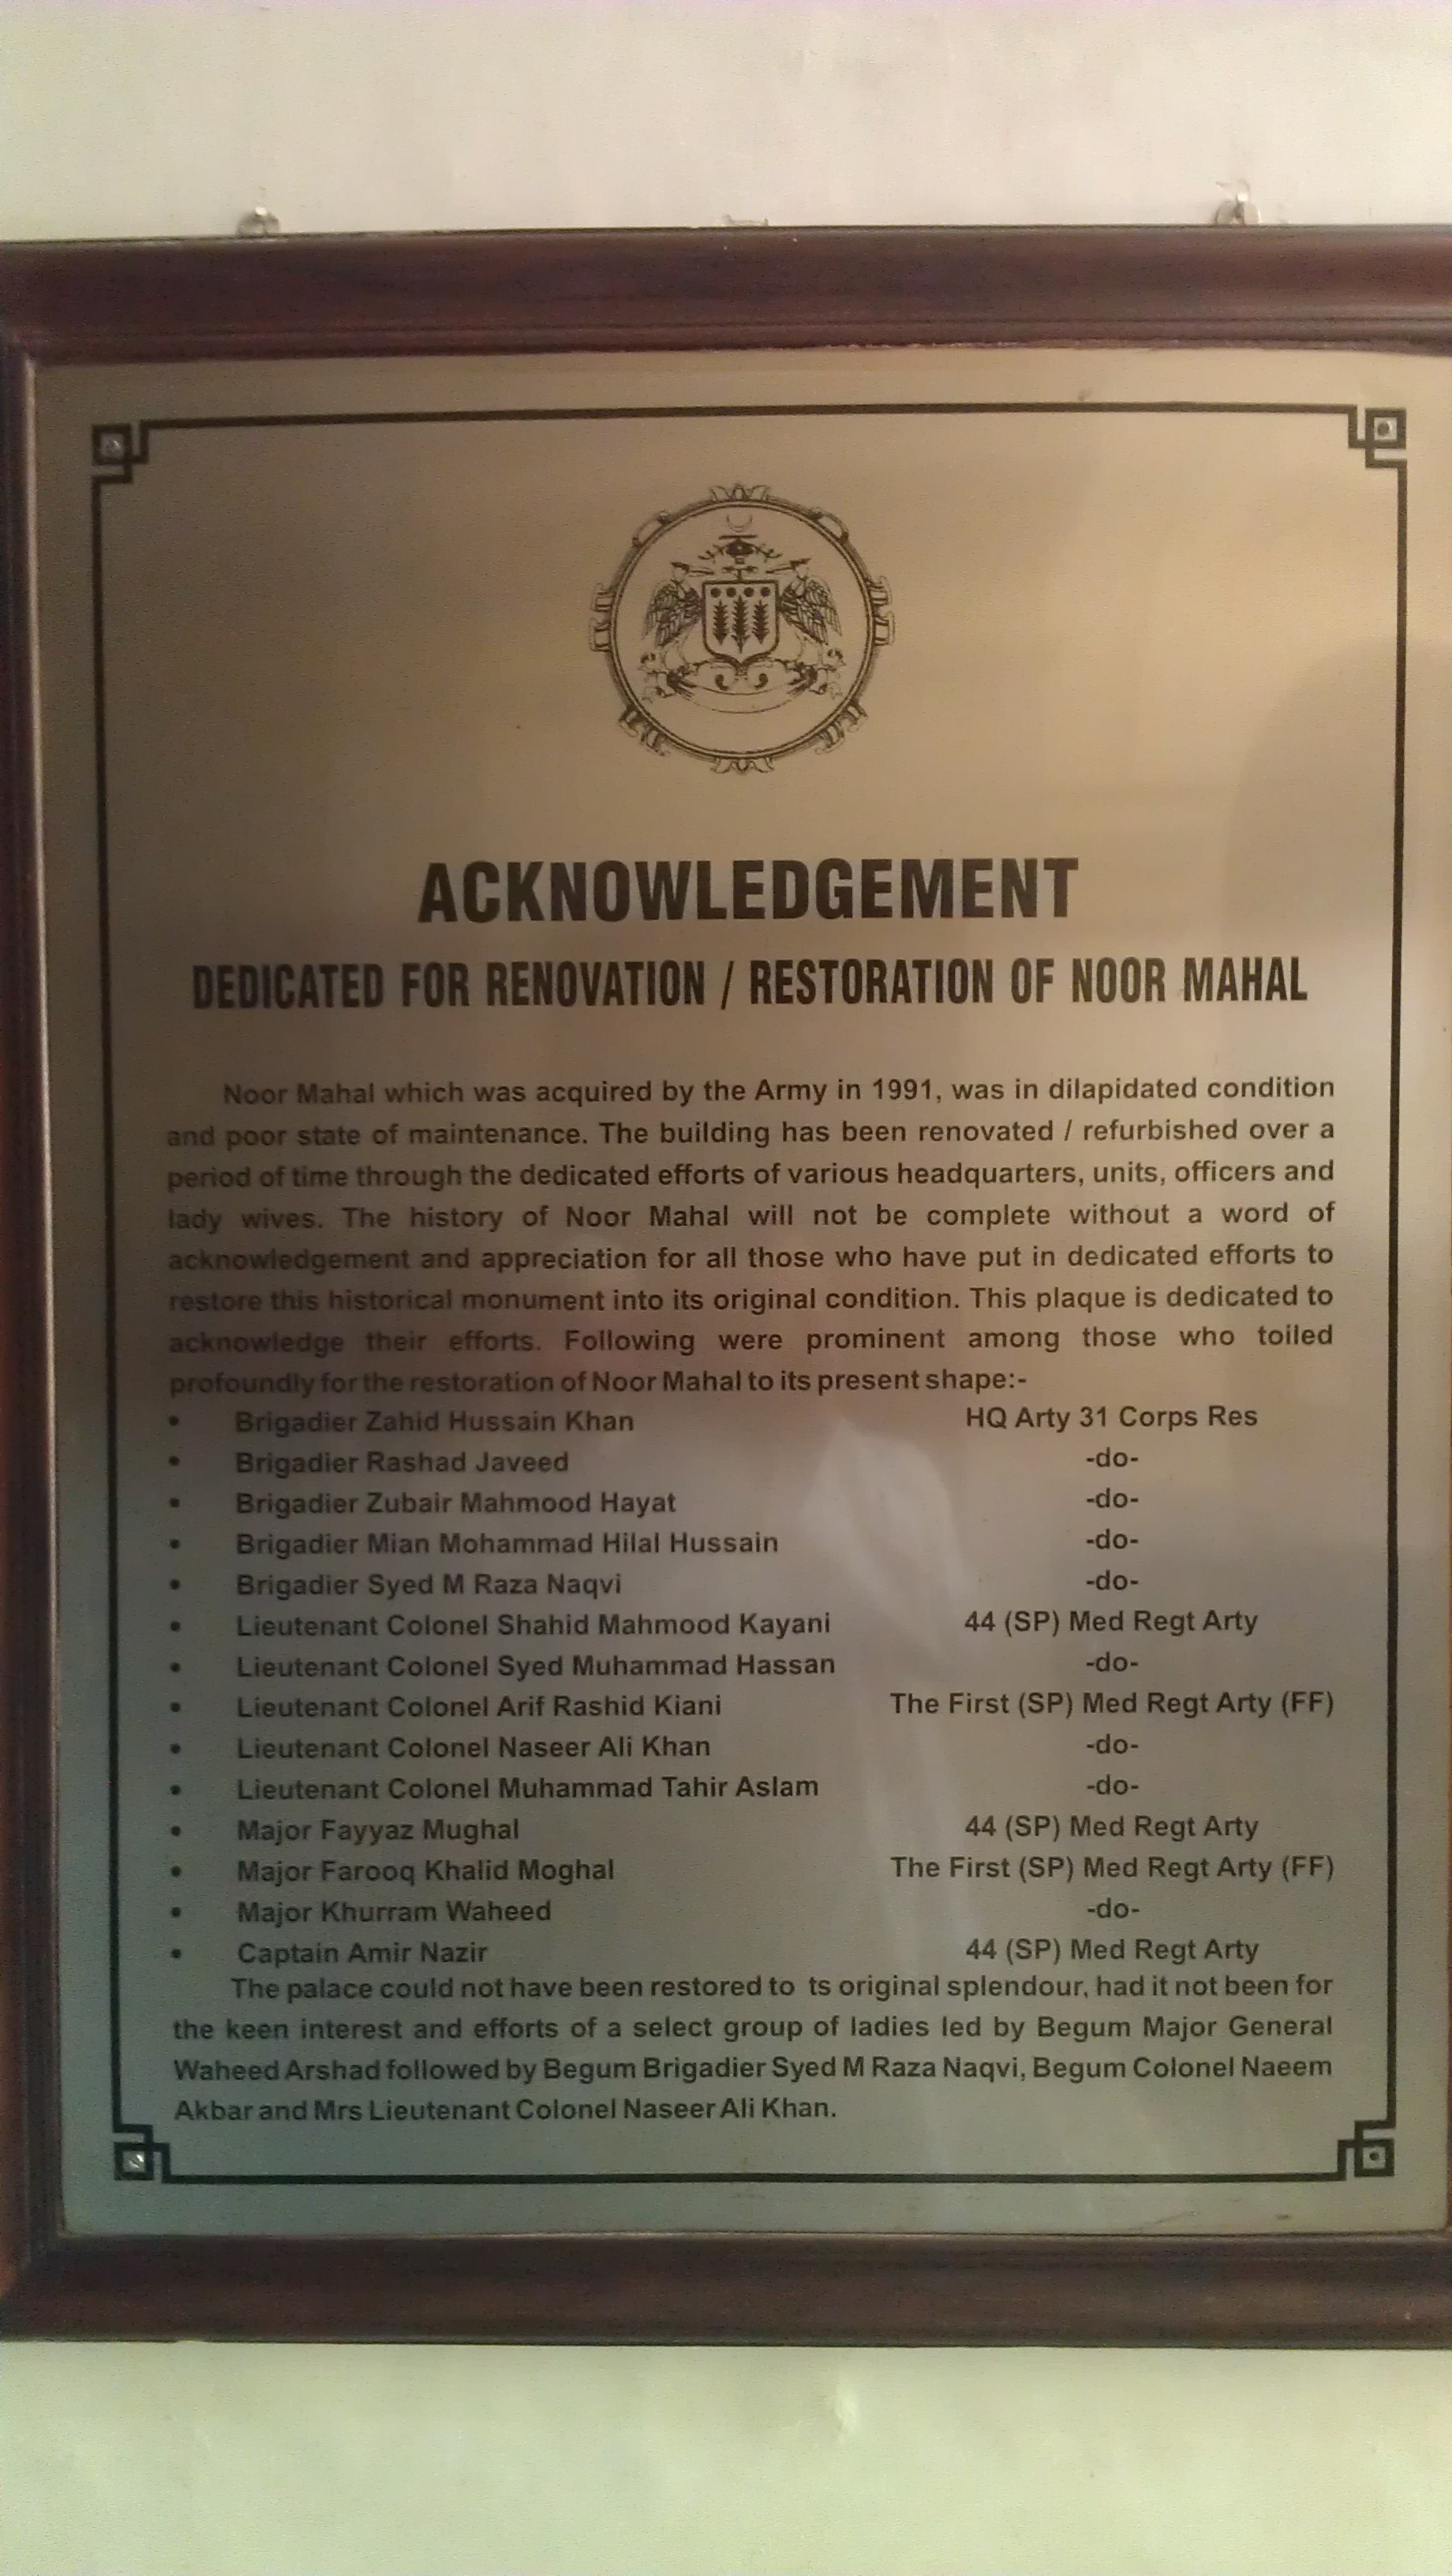 ACKNOWLEDGEMENT
DEDICATED FOR RENOVATION / RESTORATION OF NOOR MAHAL
Noor Mahal which was acquired by the Army in 1991, was in dilapidated condition
and poor state of maintenance. The building has been renovated / refurbished over a
period of time through the dedicated efforts of various headquarters, units, officers and
lady wives. The history of Noor Mahal will not be complete without a word of
acknowledgement and appreciation for all those who have put in dedicated efforts to
restore this historical monument into its original condition. This plaque is dedicated to
acknowledge their efforts. Following were prominent among those who toiled
profoundly for the restoration of Noor Mahal to its present shape:-
• Brigadier Zahid Hussain Khan HQ Arty 31 Corps Res
• Brigadier Rashad Javeed -do-
• Brigadier Zubair Mahmood Hayat -do-
• Brigadier Mian Mohammad Hilal Hussain -do-
• Brigadier Syed M Raza Naqvi -do-
• Lieutenant Colonel Shahid Mahmood Kayani 44 (SP) Med Regt Arty
• Lieutenant Colonel Syed Muhammad Hassan -do-
• Lieutenant Colonel Arif Rashid Kiani The First (SP) Med Regt Arty (FF)
• Lieutenant Colonel Naseer Ali Khan -do-
• Lieutenant Colonel Muhammad Tahir Aslam -do-
• Major Fayyaz Mughal 44 (SP) Med Regt Arty
• Major Farooq Khalid Moghal The First (SP) Med Regt Arty (FF)
• Major Khurram Waheed -do-
• Captain Amir Nazir 44 (SP) Med Regt Arty
The palace could not have been restored to ts original splendour, had it not been for
the keen interest and efforts of a select group of ladies led by Begum Major General
Waheed Arshad followed by Begum Brigadier Syed M Raza Naqvi, Begum Colonel Naeem
Akbar and Mrs Lieutenant Colonel Naseer Ali Khan.